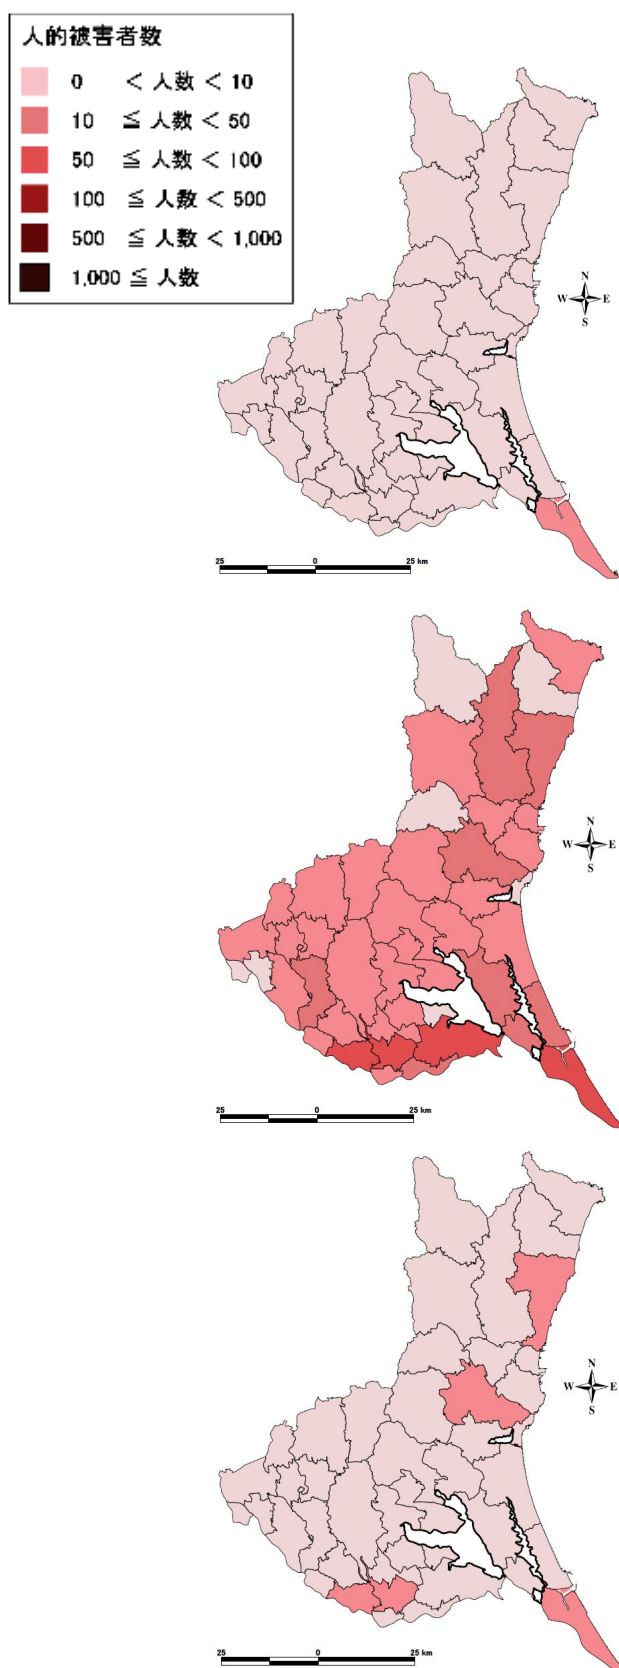 人的被害者数
0 < 人数 < 10
10 ≦ 人数 < 50
50 ≦ 人数 < 100
100 ≦ 人数 < 500
500 ≦ 人数 < 1,000
1,000 ≦ 人数
N
W E
S
25 0 25 km
N
W E
S
25 0 25 km
N
W E
S
25 0 25 km